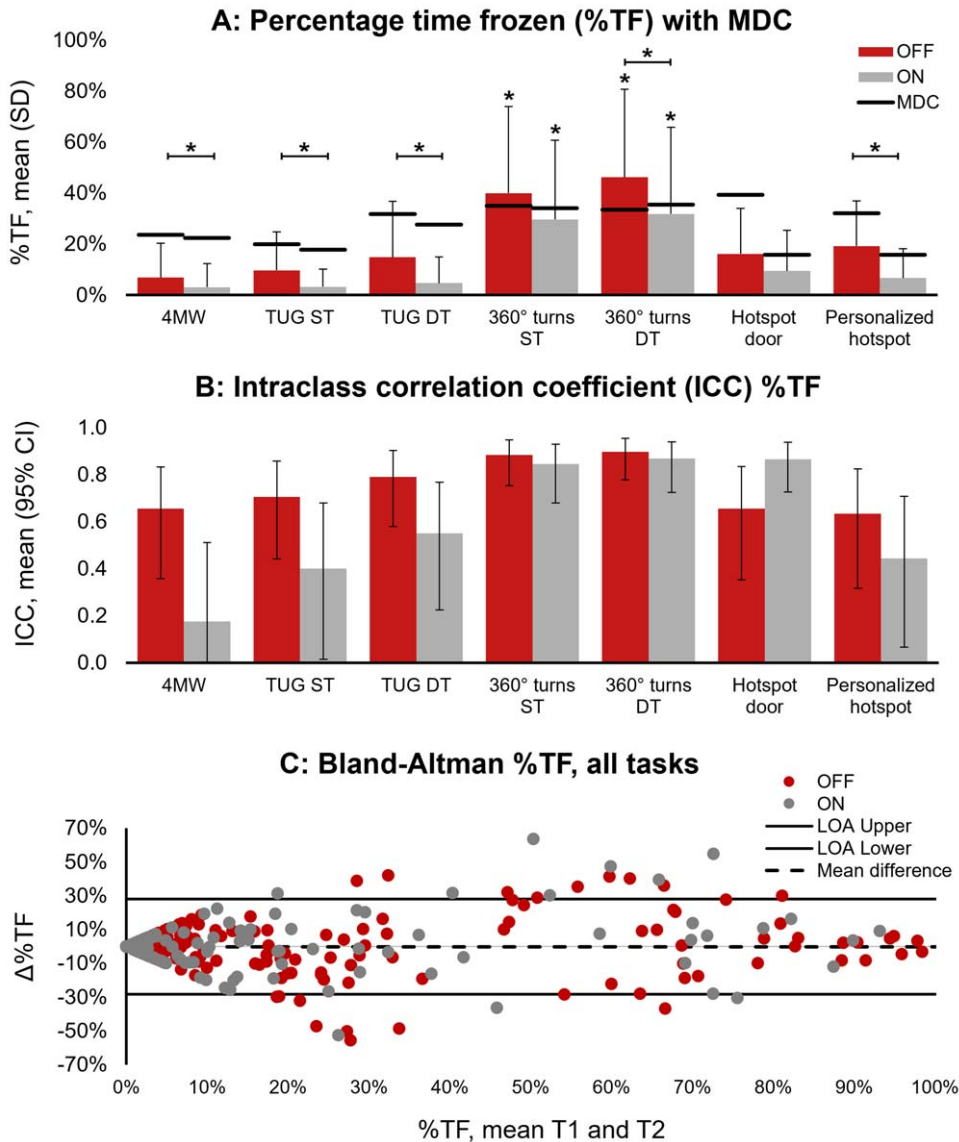 A: Percentage time frozen (%TF) with MDC
100%
80%
60%
40%
20%
0%
%TF, mean (SD)
OFF
ON
MDC
* * * * * * * * *
4MW TUG ST TUG DT 360° turns ST 360° turns DT Hotspot door Personalized hotspot
B: Intraclass correlation coefficient (ICC) %TF
1.0
0.8
0.6
0.4
0.2
0.0
ICC, mean (95% CI)
4MW TUG ST TUG DT 360° turns ST 360° turns DT Hotspot door Personalized hotspot
C: Bland-Altman %TF, all tasks
OFF
ON
LOA Upper
LOA Lower
Mean difference
70%
50%
30%
10%
-10%
-30%
-50%
-70%
Δ%TF
0% 10% 20% 30% 40% 50% 60% 70% 80% 90% 100%
%TF, mean T1 and T2